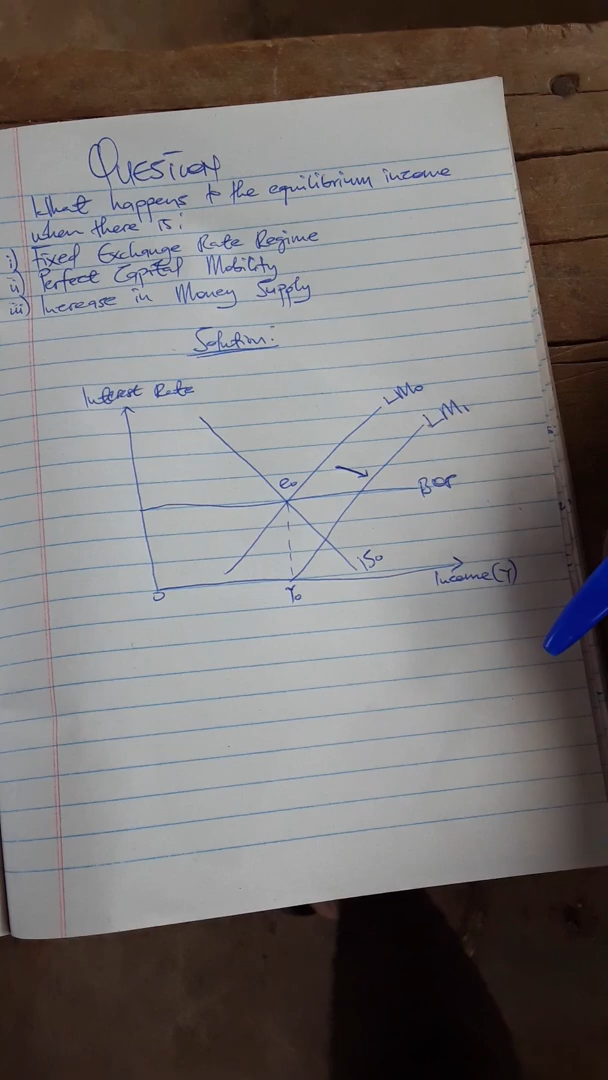 QUESTION
What happens to the equilibrium income
when there is:
i) Fixed Exchange Rate Regime
ii) Perfect Capital Mobility
iii) Increase in Money Supply
Solution:
Interest Rate
LM₀
LM₁
e₀
BOP
IS₀
Income (Y)
0
Y₀